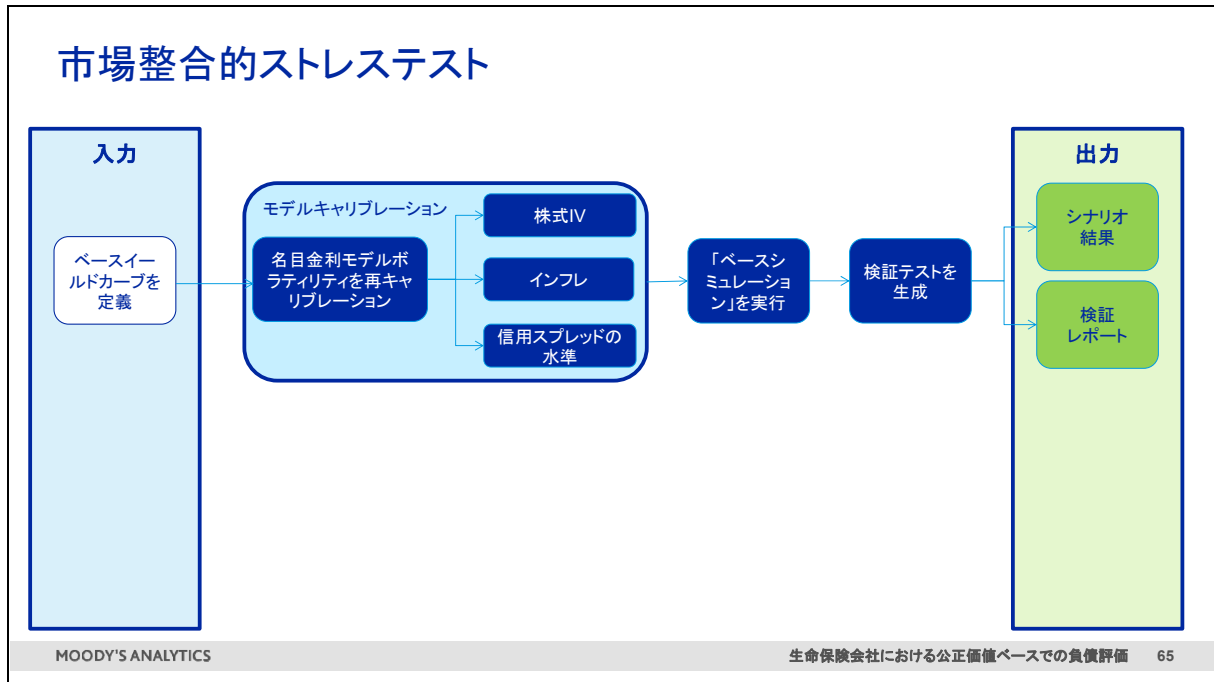 市場整合的ストレステスト
入力
ベースイー
ルドカーブを
定義
モデルキャリブレーション
名目金利モデルボ
ラティリティを再キャ
リブレーション
株式IV
インフレ
信用スプレッドの
水準
「ベースシ
ミュレーショ
ン」を実行
検証テストを
生成
出力
シナリオ
結果
検証
レポート
MOODY'S ANALYTICS
生命保険会社における公正価値ベースでの負債評価 65